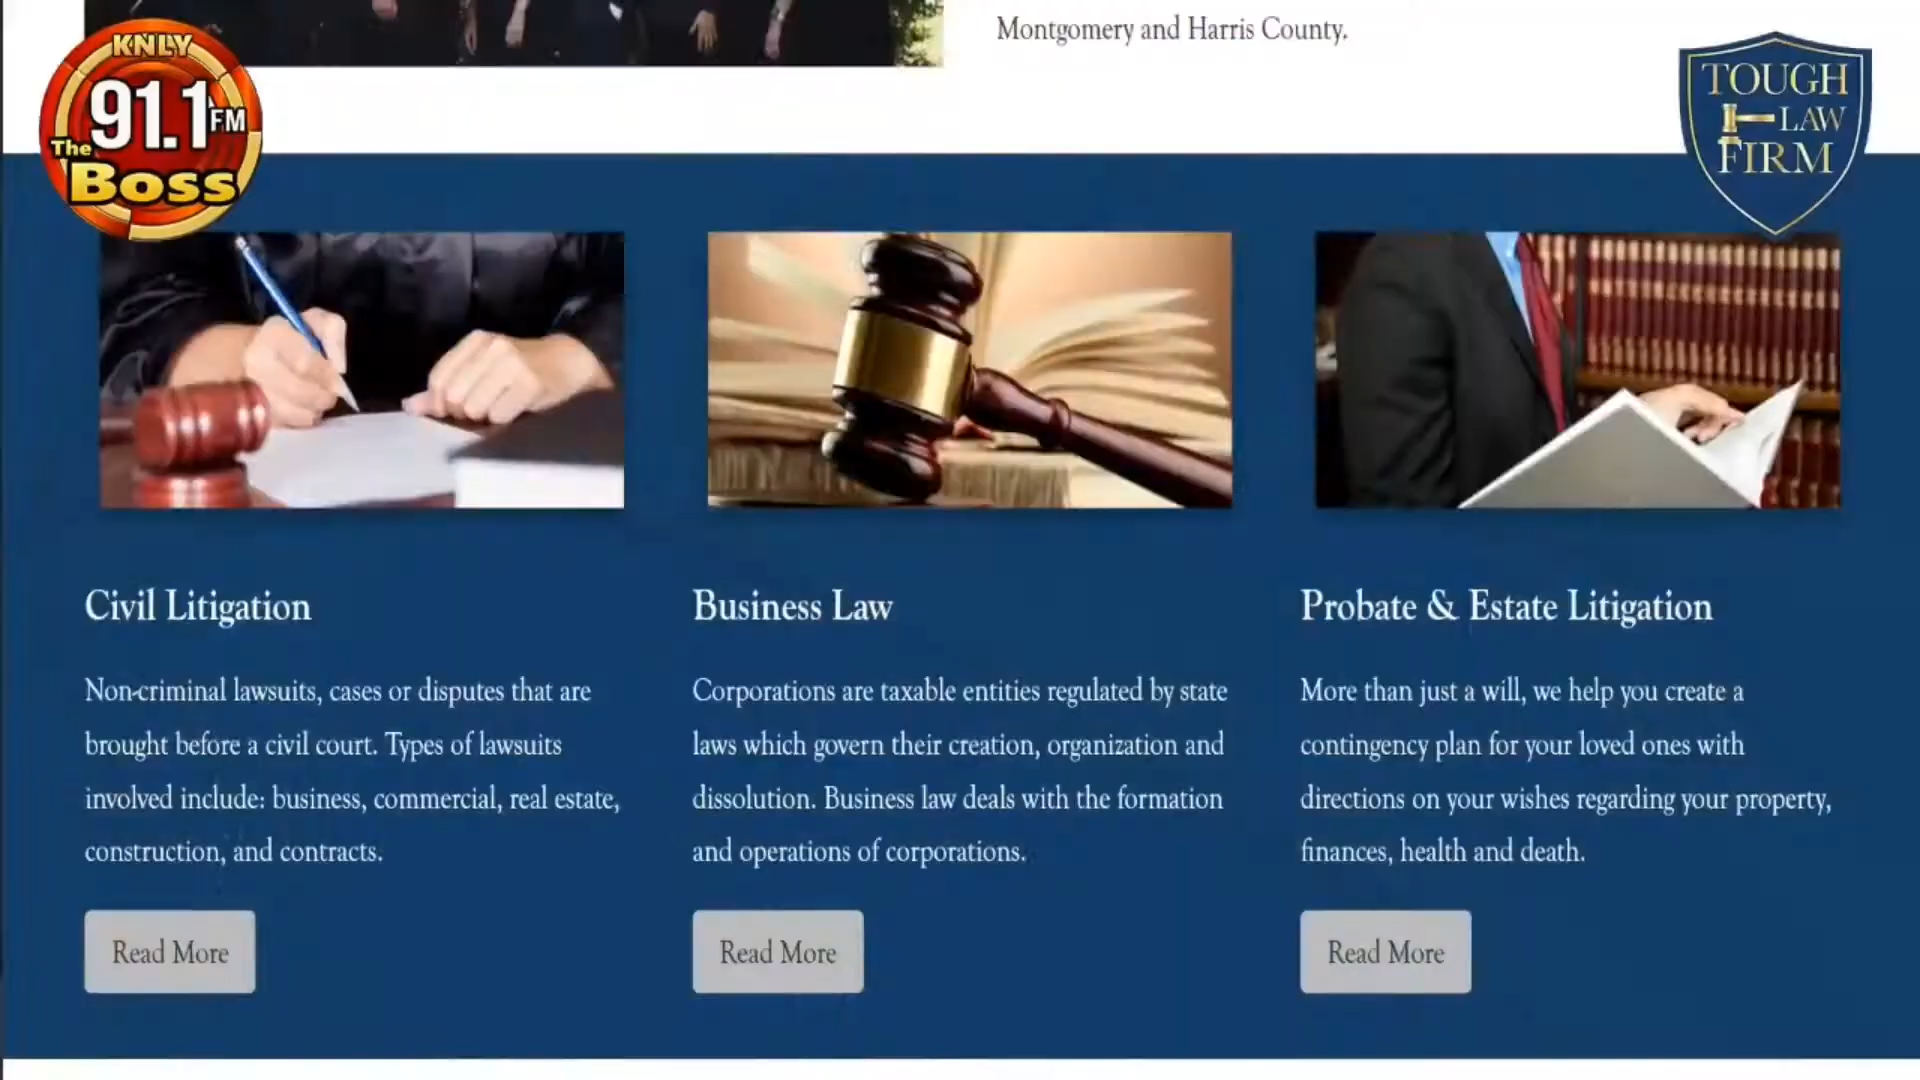 Montgomery and Harris County.
KNLY
91.1 FM
The
Boss
TOUGH
LAW
FIRM
Civil Litigation
Non-criminal lawsuits, cases or disputes that are
brought before a civil court. Types of lawsuits
involved include: business, commercial, real estate,
construction, and contracts.
Read More
Business Law
Corporations are taxable entities regulated by state
laws which govern their creation, organization and
dissolution. Business law deals with the formation
and operations of corporations.
Read More
Probate & Estate Litigation
More than just a will, we help you create a
contingency plan for your loved ones with
directions on your wishes regarding your property,
finances, health and death.
Read More